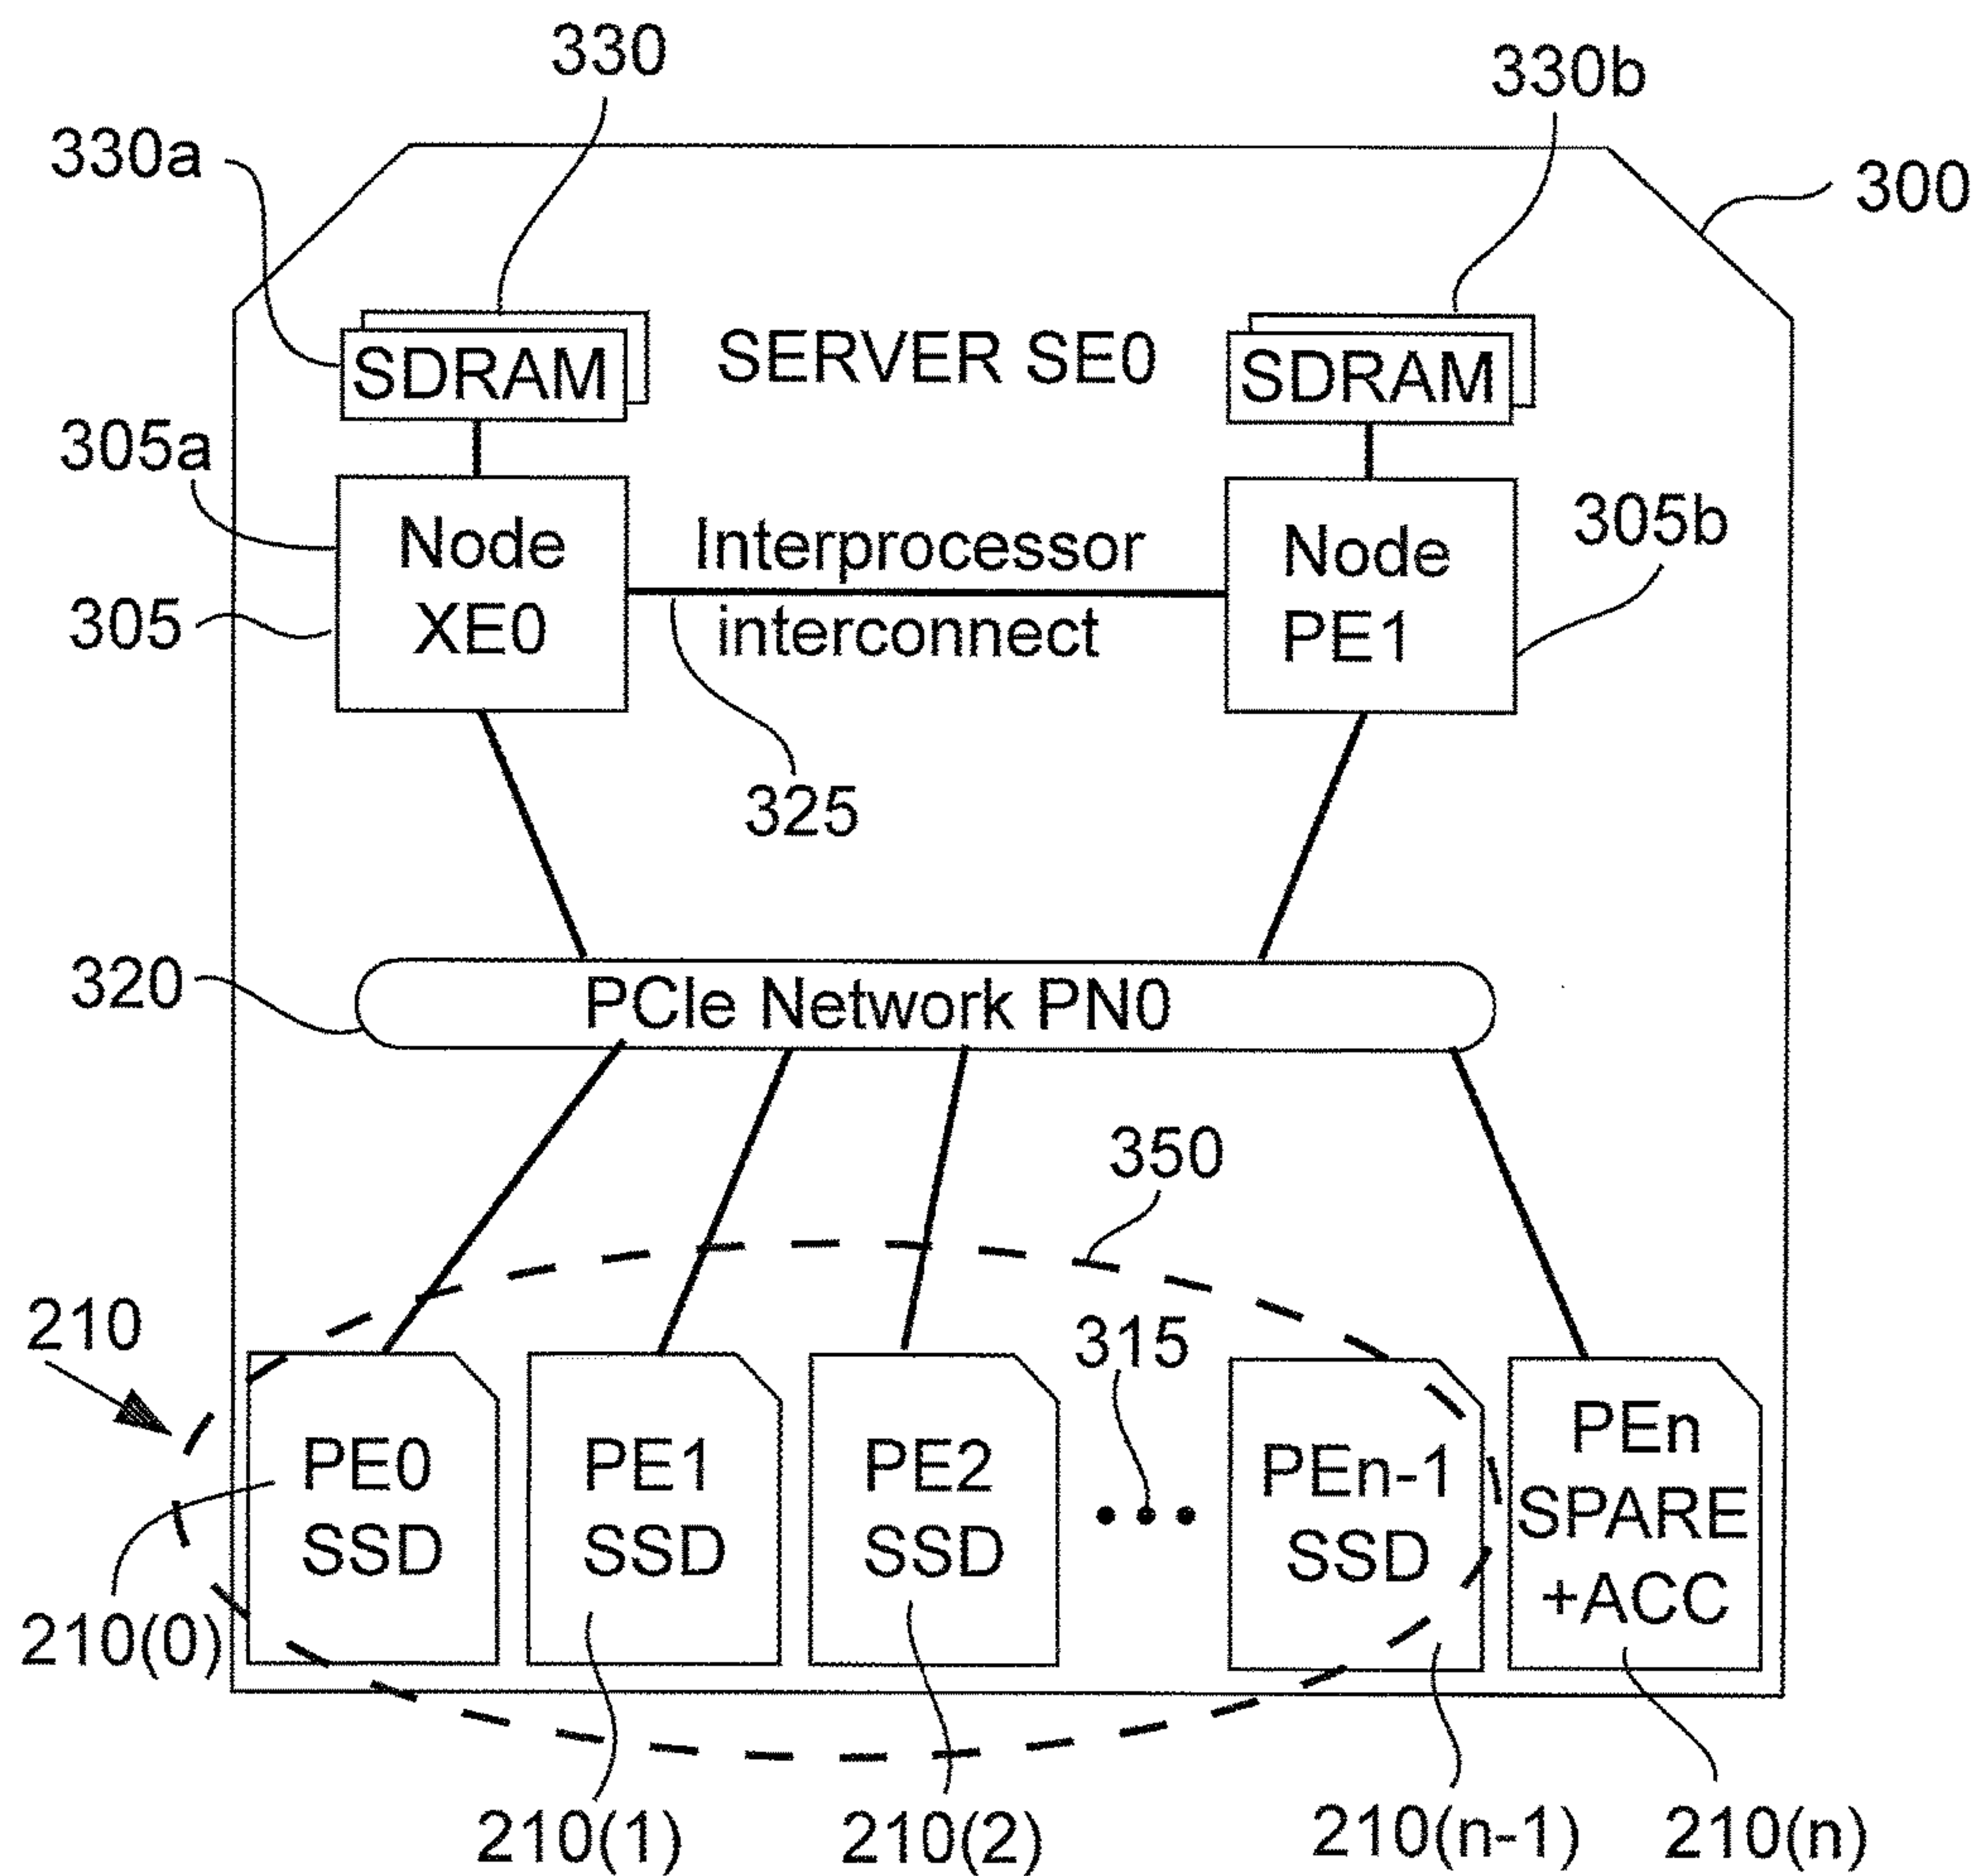 330
330b
330a
300
SDRAM
SERVER SE0
SDRAM
305a
Node
XE0
Interprocessor
interconnect
Node
PE1
305b
305
325
320
PCIe Network PN0
350
210
315
PE0
SSD
PE1
SSD
PE2
SSD
PEn-1
SSD
PEn
SPARE
+ACC
210(0)
210(1)
210(2)
210(n-1)
210(n)